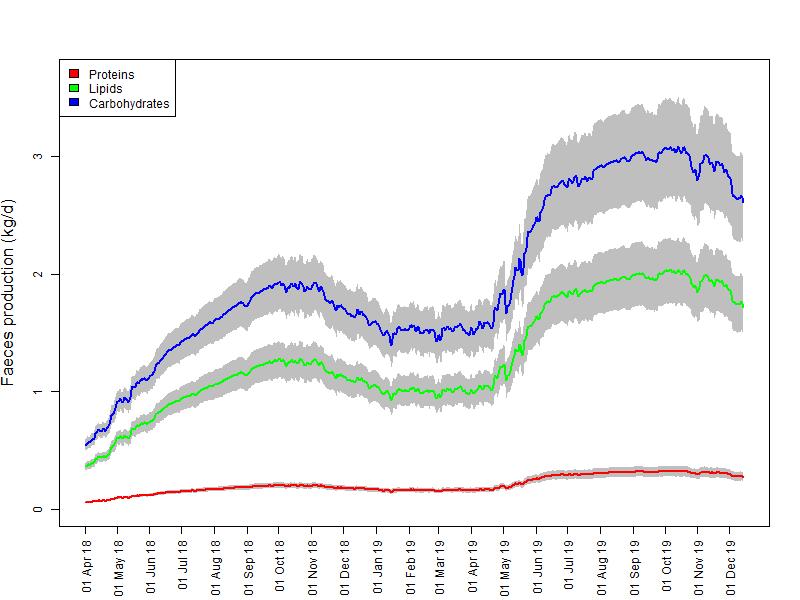 Proteins
Lipids
Carbohydrates
Faeces production (kg/d)
3
2
1
0
01 Apr 18
01 May 18
01 Jun 18
01 Jul 18
01 Aug 18
01 Sep 18
01 Oct 18
01 Nov 18
01 Dec 18
01 Jan 19
01 Feb 19
01 Mar 19
01 Apr 19
01 May 19
01 Jun 19
01 Jul 19
01 Aug 19
01 Sep 19
01 Oct 19
01 Nov 19
01 Dec 19